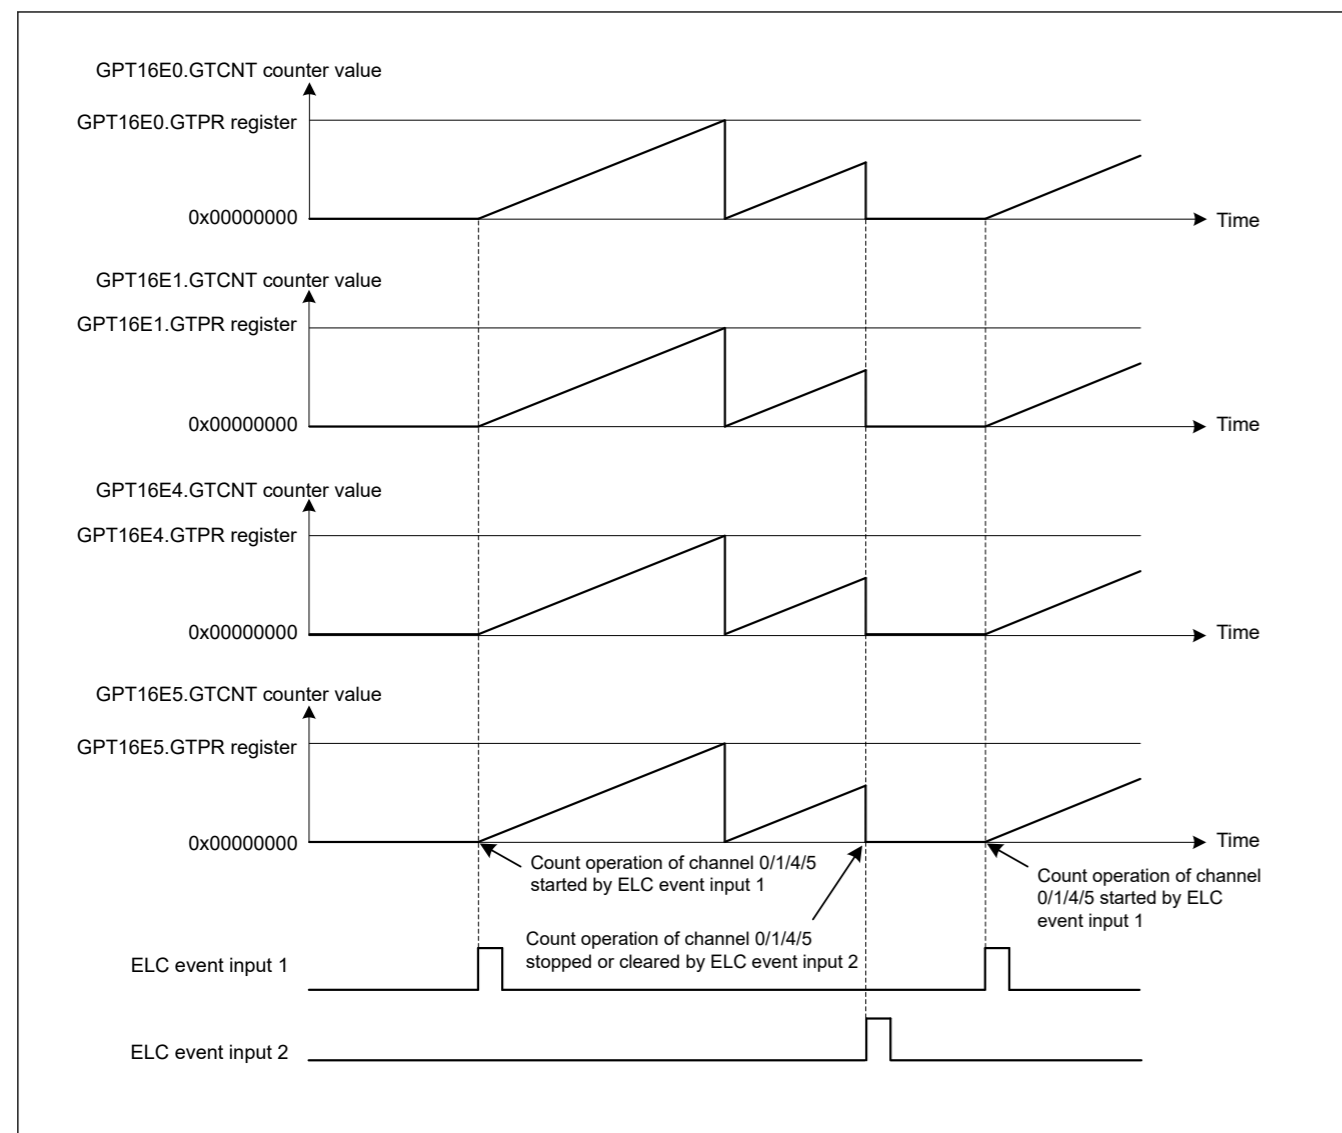 GPT16E0.GTCNT counter value
GPT16E0.GTPR register
0x00000000
Time
GPT16E1.GTCNT counter value
GPT16E1.GTPR register
0x00000000
Time
GPT16E4.GTCNT counter value
GPT16E4.GTPR register
0x00000000
Time
GPT16E5.GTCNT counter value
GPT16E5.GTPR register
0x00000000
Time
Count operation of channel 0/1/4/5
started by ELC event input 1
Count operation of channel
0/1/4/5 started by ELC
event input 1
Count operation of channel 0/1/4/5
stopped or cleared by ELC event input 2
ELC event input 1
ELC event input 2